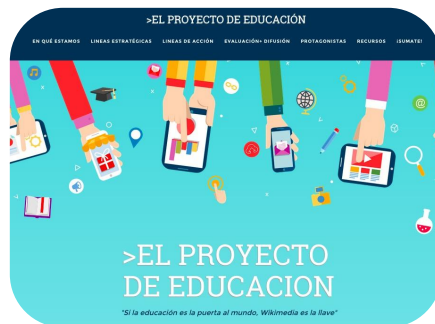 >EL PROYECTO DE EDUCACIÓN
EN QUÉ ESTAMOS LINEAS ESTRATÉGICAS LINEAS DE ACCIÓN EVALUACIÓN+ DIFUSIÓN PROTAGONISTAS RECURSOS ¡SUMATE!
>EL PROYECTO
DE EDUCACION
"Si la educación es la puerta al mundo, Wikimedia es la llave"